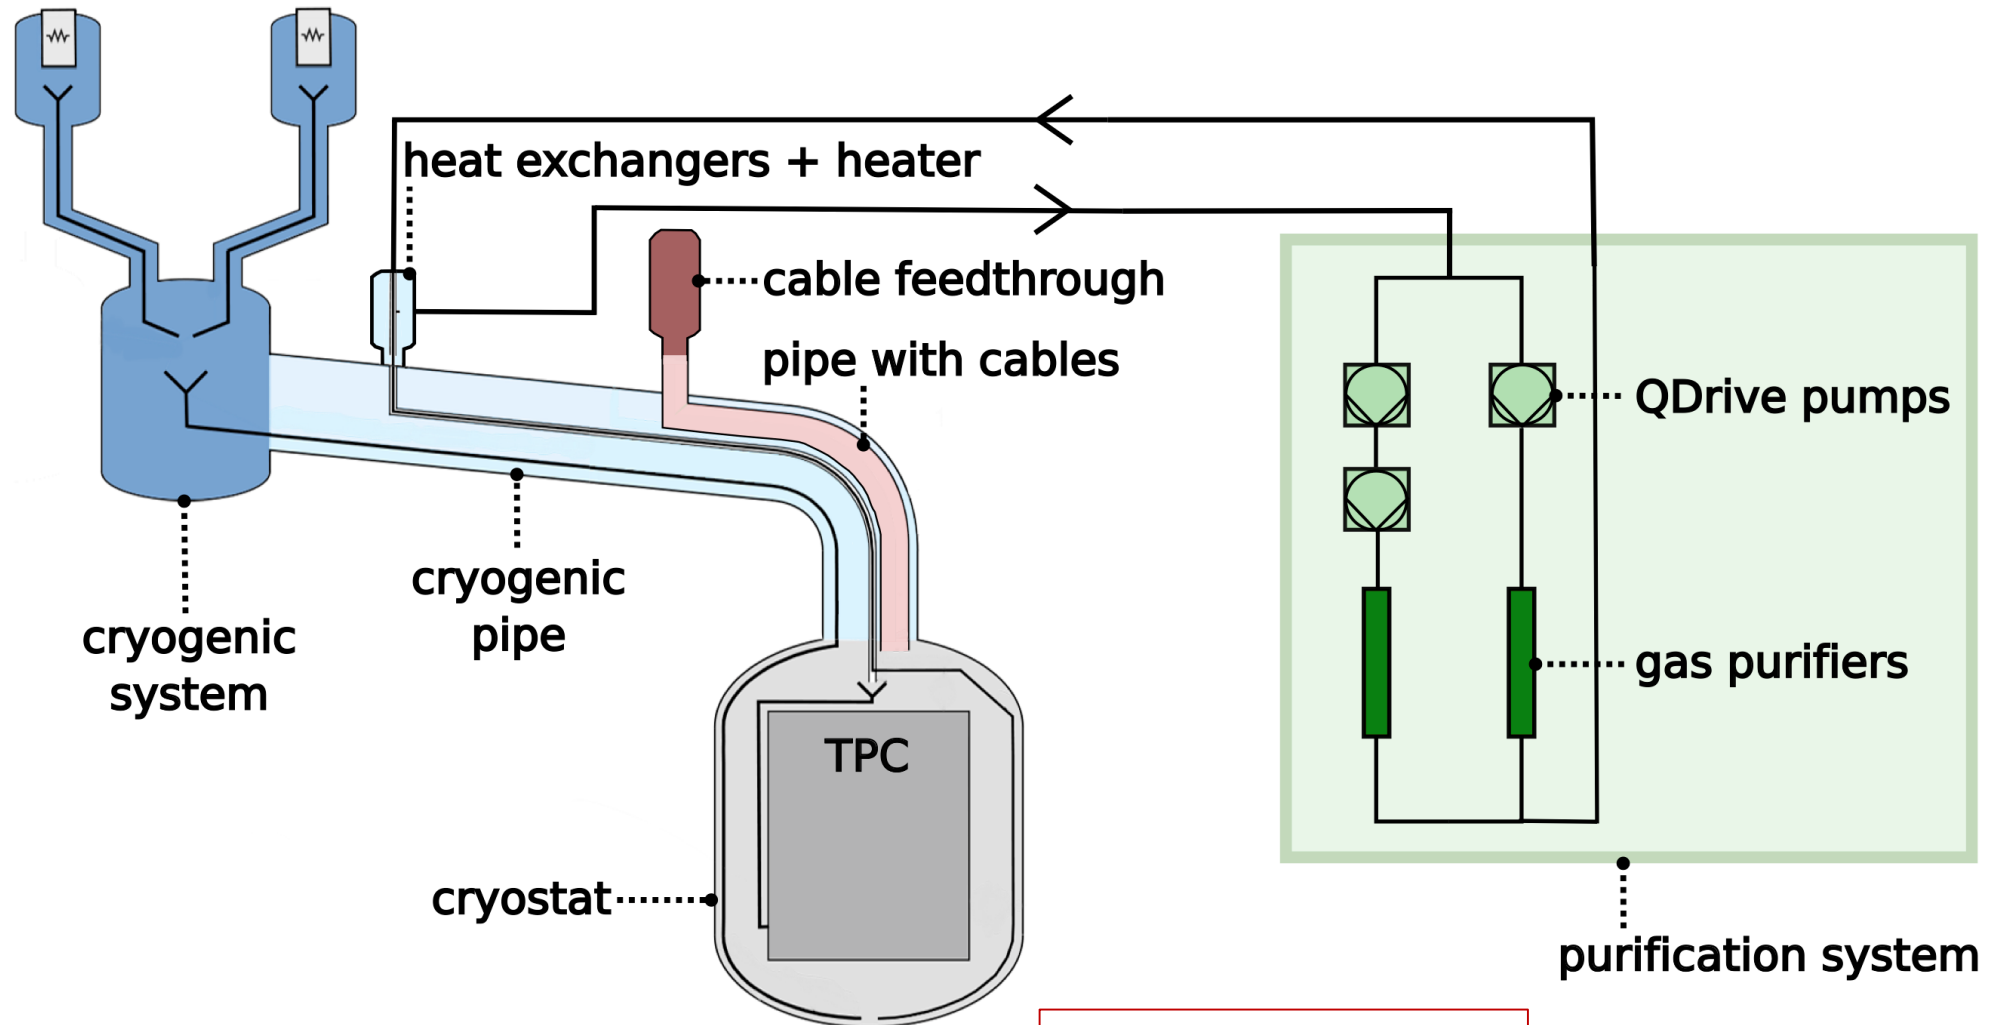 heat exchangers + heater
cable feedthrough
pipe with cables
QDrive pumps
cryogenic
pipe
cryogenic
system
gas purifiers
TPC
cryostat
purification system